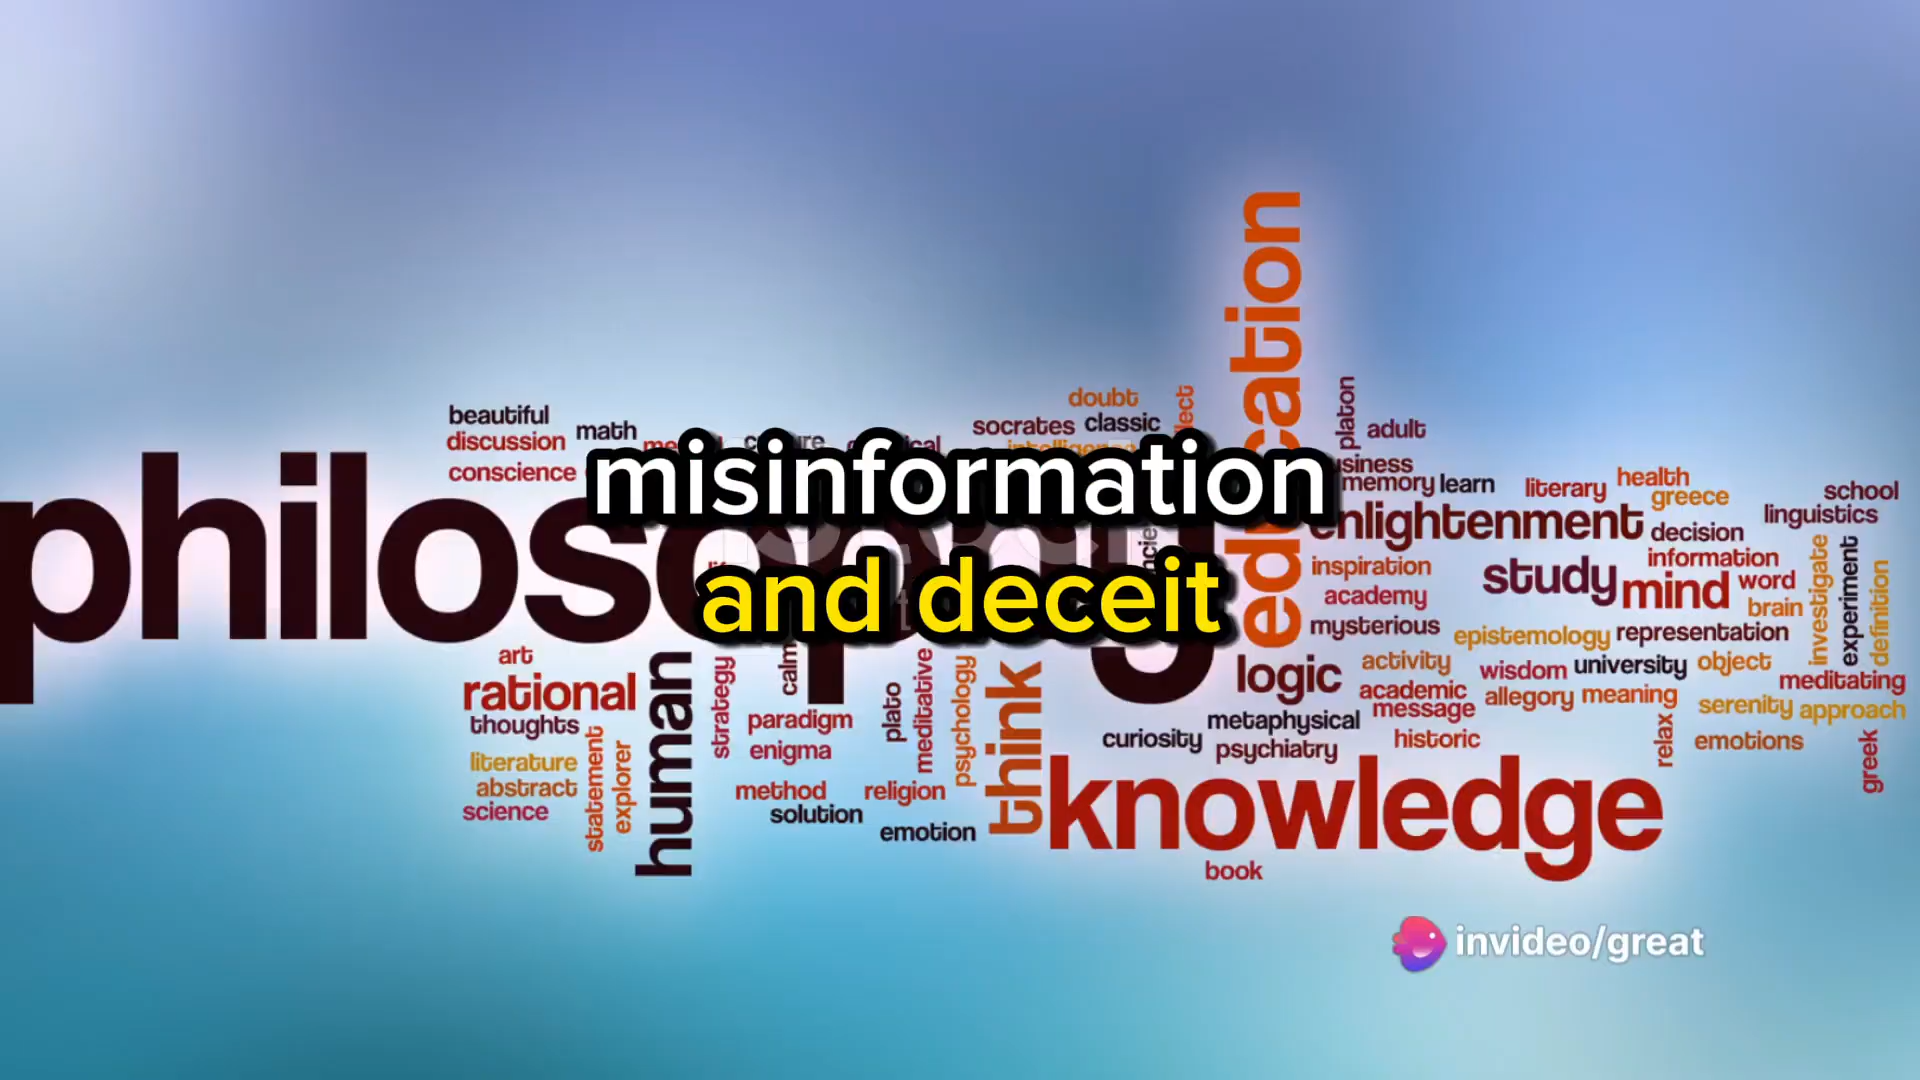 misinformation
and deceit
philosophy
education
knowledge
beautiful
discussion
math
conscience
doubt
socrates
classic
platon
adult
memory
learn
literary
health
greece
school
linguistics
enlightenment
decision
information
inspiration
study
mind
word
brain
academy
mysterious
epistemology
representation
investigate
experiment
definition
logic
activity
wisdom
university
object
meditating
academic
message
allegory
meaning
serenity
approach
metaphysical
curiosity
psychiatry
historic
relax
emotions
greek
book
art
rational
thoughts
literature
abstract
science
statement
explorer
human
strategy
calm
paradigm
enigma
plato
meditative
psychology
think
method
religion
solution
emotion
invideo/great